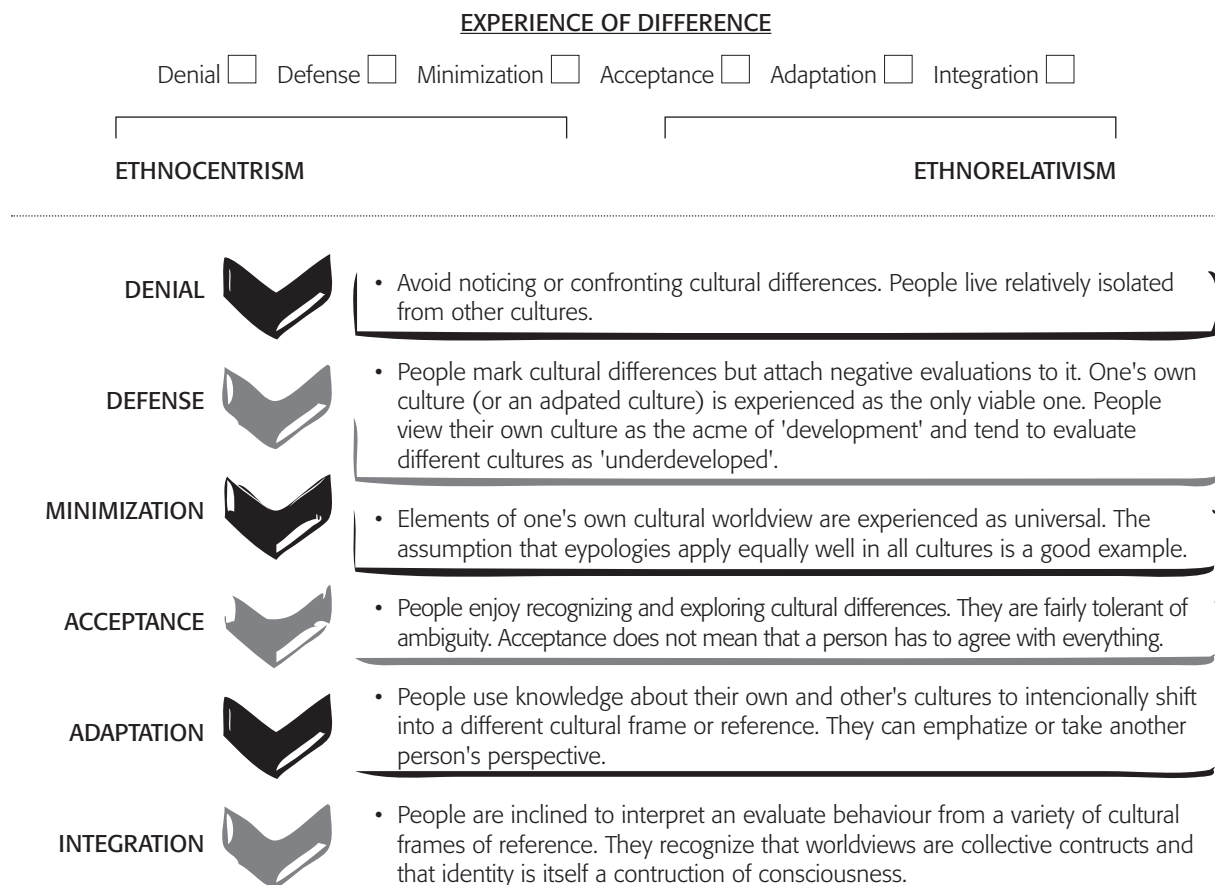 EXPERIENCE OF DIFFERENCE
Denial Defense Minimization Acceptance Adaptation Integration
ETHNOCENTRISM ETHNORELATIVISM
DENIAL
• Avoid noticing or confronting cultural differences. People live relatively isolated
from other cultures.
DEFENSE
• People mark cultural differences but attach negative evaluations to it. One's own
culture (or an adpated culture) is experienced as the only viable one. People
view their own culture as the acme of 'development' and tend to evaluate
different cultures as 'underdeveloped'.
MINIMIZATION
• Elements of one's own cultural worldview are experienced as universal. The
assumption that eypologies apply equally well in all cultures is a good example.
ACCEPTANCE
• People enjoy recognizing and exploring cultural differences. They are fairly tolerant of
ambiguity. Acceptance does not mean that a person has to agree with everything.
ADAPTATION
• People use knowledge about their own and other's cultures to intencionally shift
into a different cultural frame or reference. They can emphatize or take another
person's perspective.
INTEGRATION
• People are inclined to interpret an evaluate behaviour from a variety of cultural
frames of reference. They recognize that worldviews are collective contructs and
that identity is itself a contruction of consciousness.